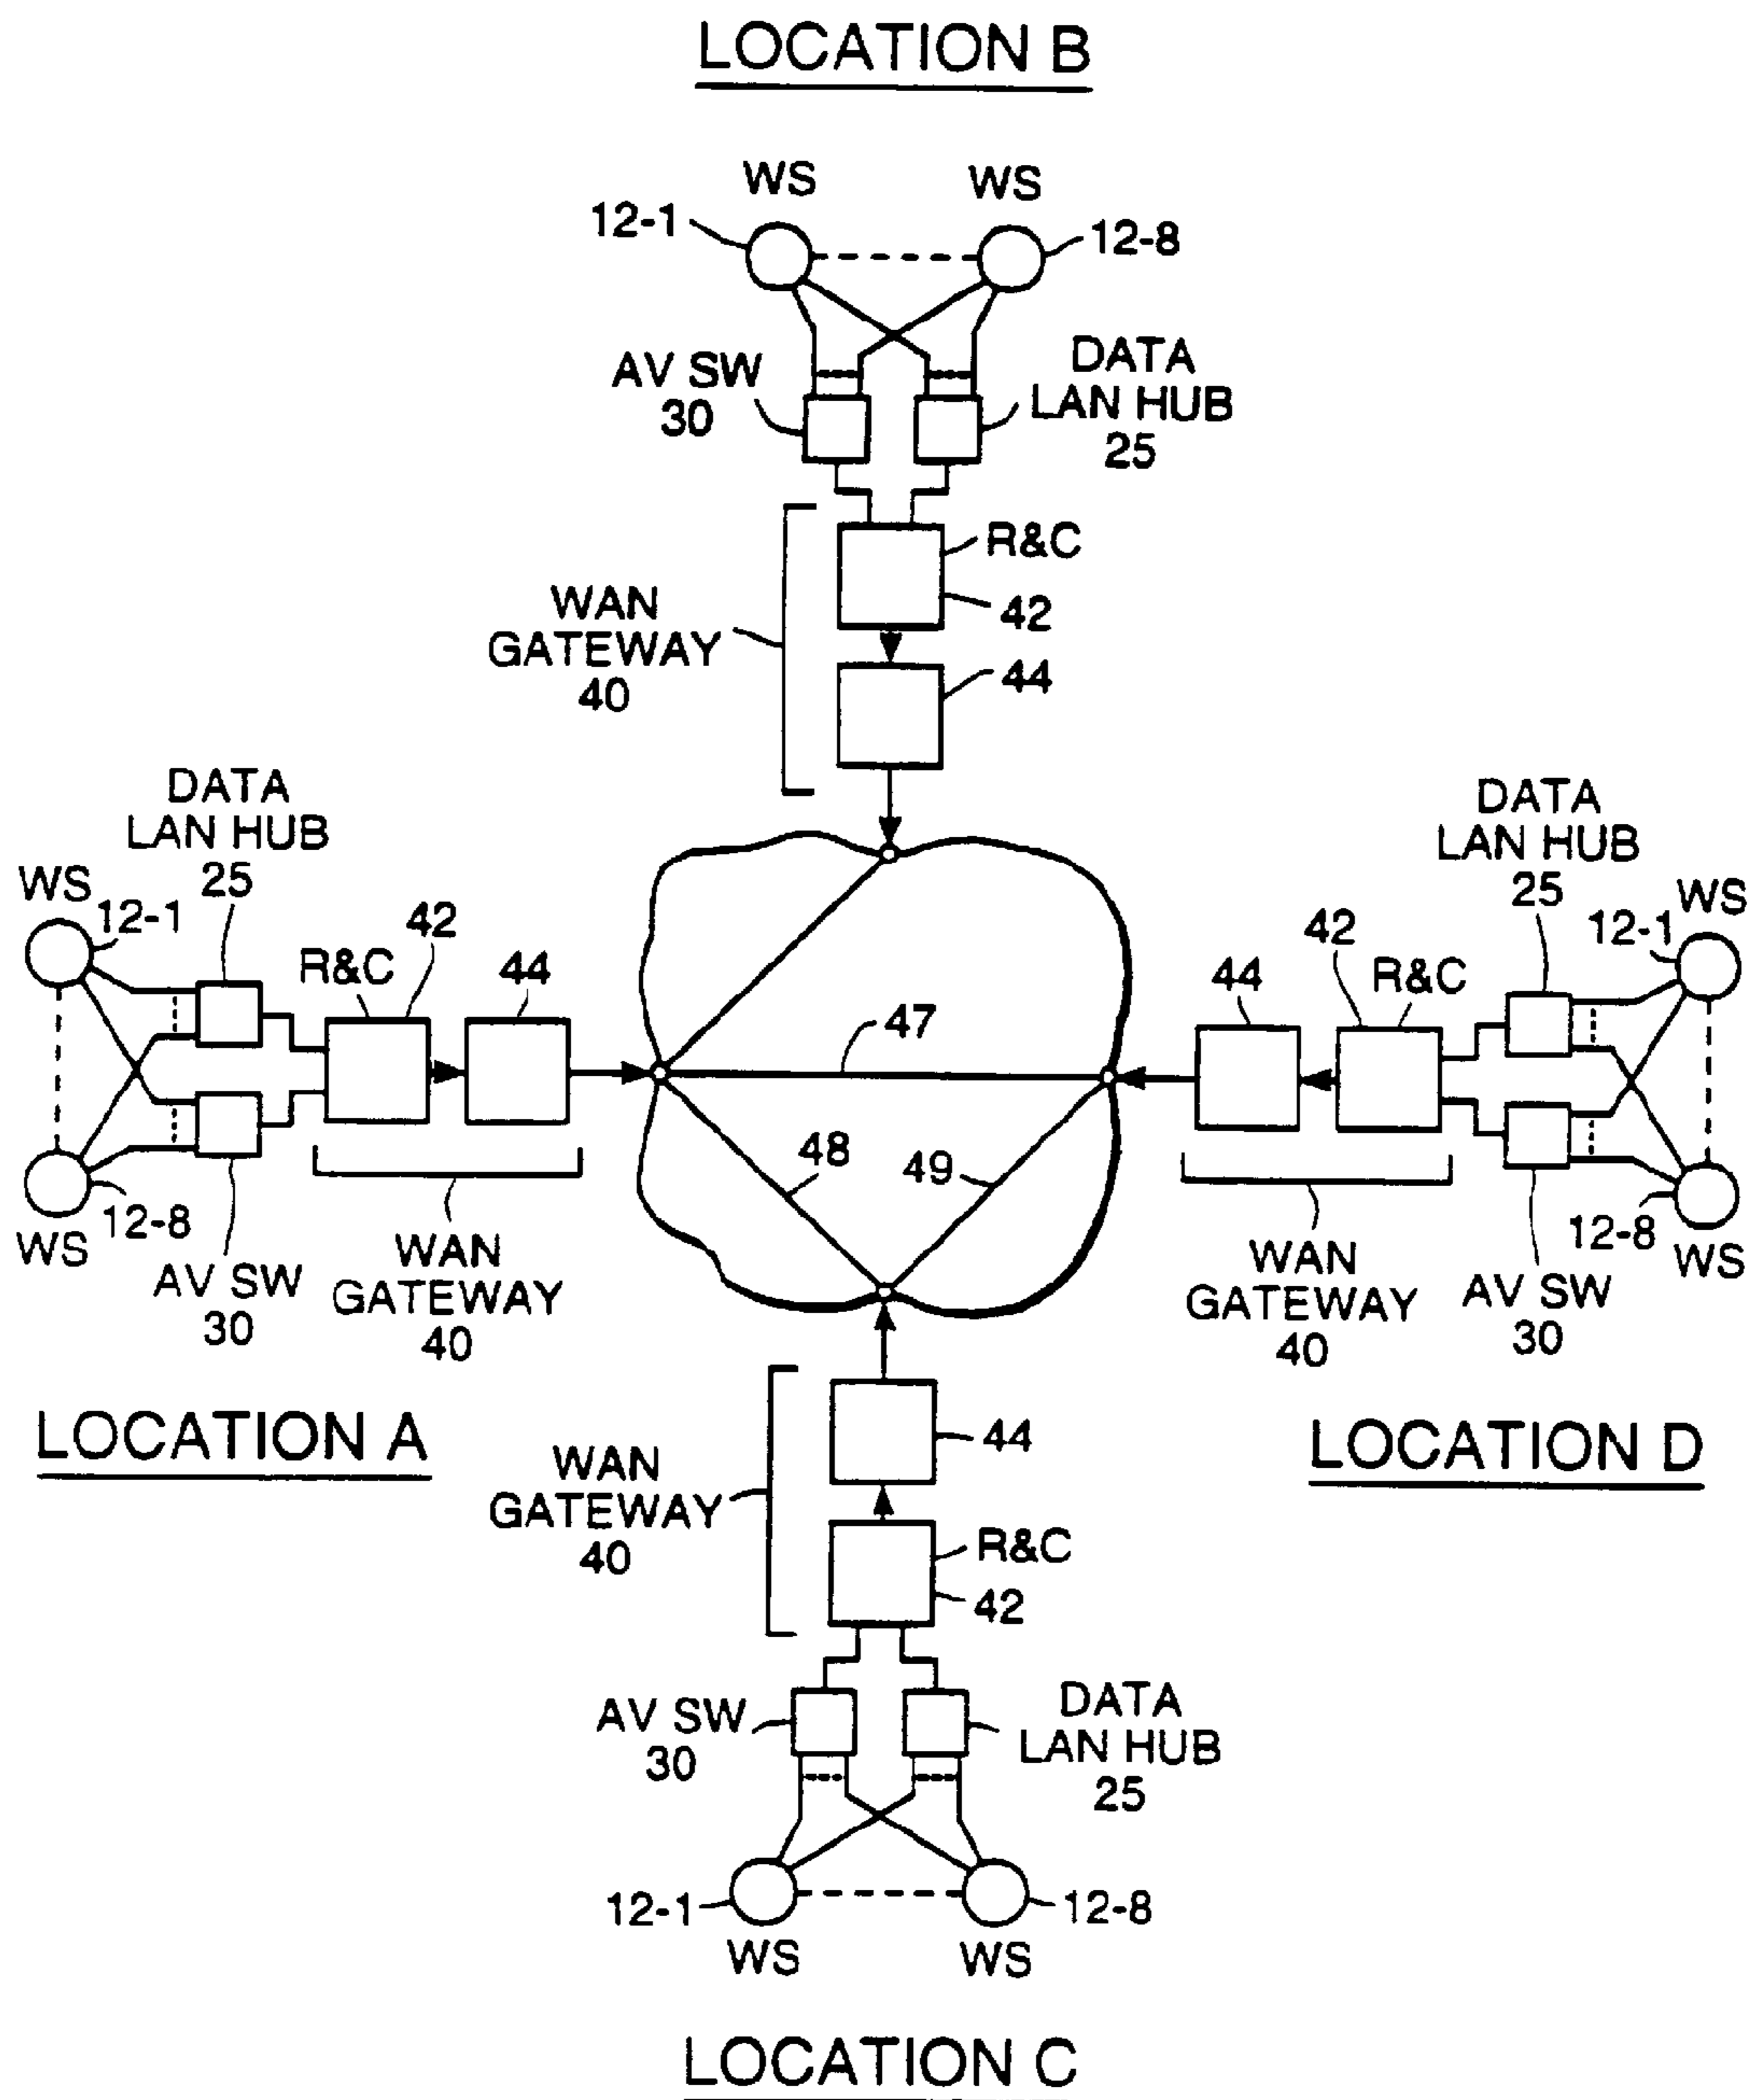 LOCATION B
WS
WS
12-1
12-8
AV SW
30
DATA
LAN HUB
25
R&C
42
WAN
GATEWAY
40
44
DATA
LAN HUB
25
WS
12-1
42
R&C
44
12-8
WS
AV SW
30
WAN
GATEWAY
40
LOCATION A
47
48
49
DATA
LAN HUB
25
WS
12-1
42
R&C
44
12-8
WS
AV SW
30
WAN
GATEWAY
40
LOCATION D
44
WAN
GATEWAY
40
R&C
42
AV SW
30
DATA
LAN HUB
25
12-1
12-8
WS
WS
LOCATION C